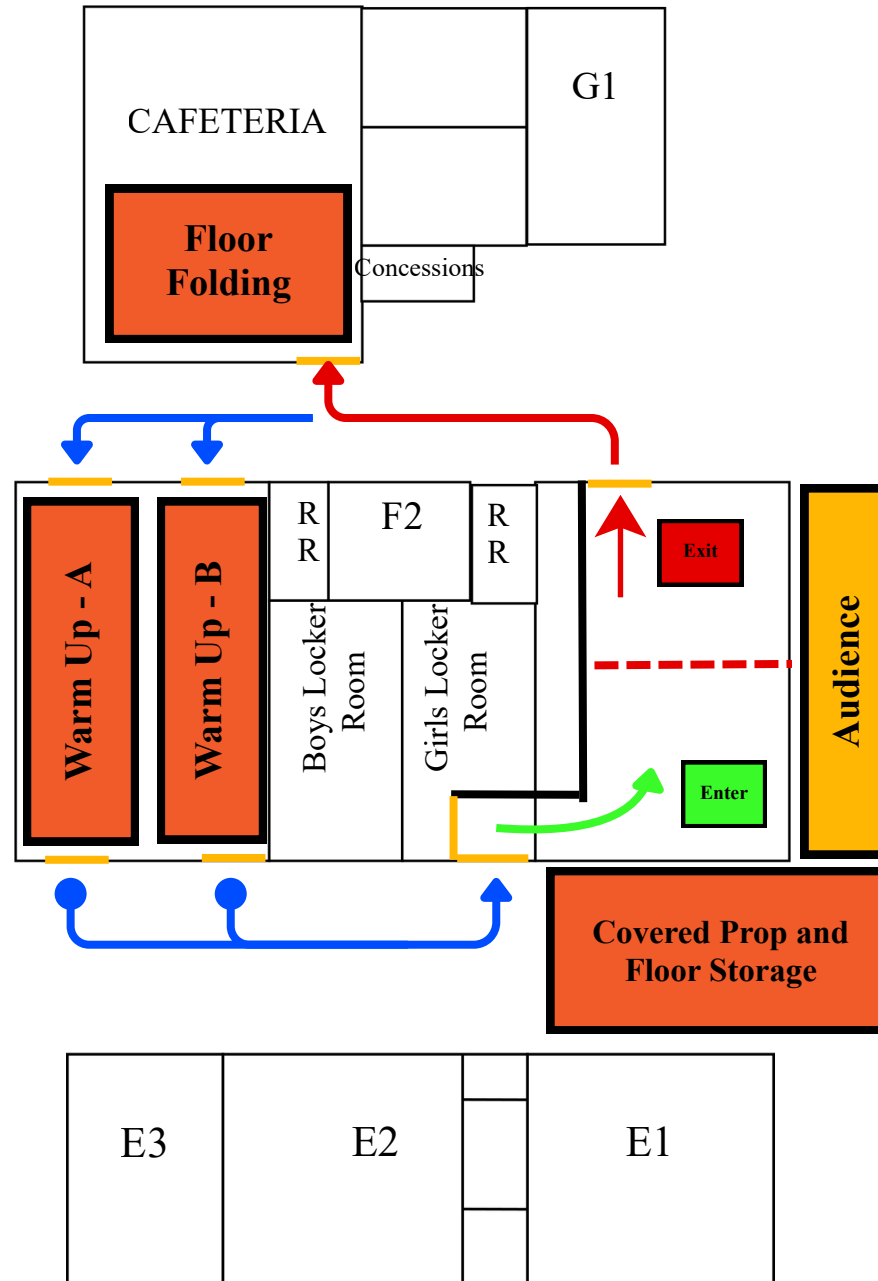 G1
CAFETERIA
Floor
Folding
Concessions
Warm Up - A
Warm Up - B
R
R
F2
R
R
Boys Locker
Room
Girls Locker
Room
Exit
Enter
Audience
Covered Prop and
Floor Storage
E3
E2
E1